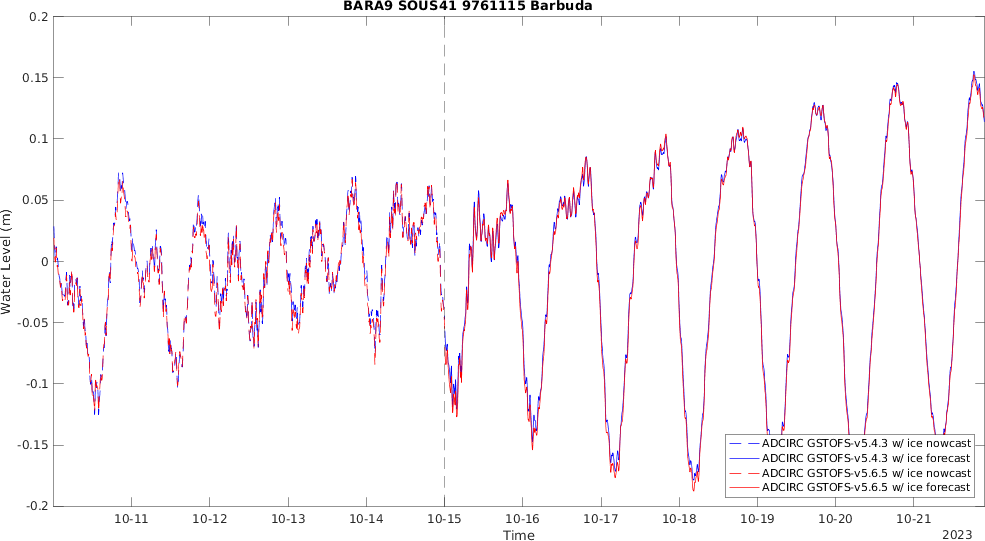 BARA9 SOUS41 9761115 Barbuda
0.2
0.15
0.1
0.05
0
-0.05
-0.1
-0.15
-0.2
Water Level (m)
10-11 10-12 10-13 10-14 10-15 10-16 10-17 10-18 10-19 10-20 10-21
Time
2023
ADCIRC GSTOFS-v5.4.3 w/ ice nowcast
ADCIRC GSTOFS-v5.4.3 w/ ice forecast
ADCIRC GSTOFS-v5.6.5 w/ ice nowcast
ADCIRC GSTOFS-v5.6.5 w/ ice forecast